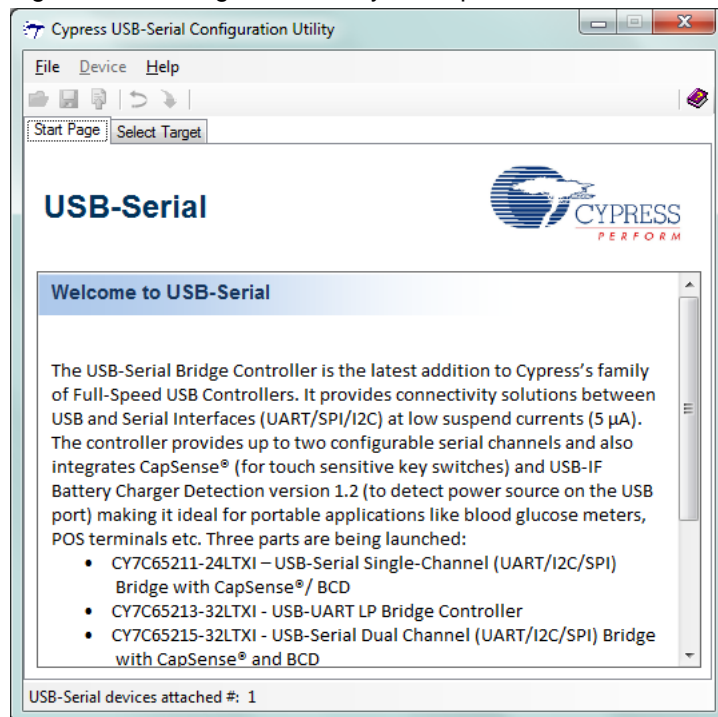 Cypress USB-Serial Configuration Utility
File Device Help
Start Page Select Target
USB-Serial
CYPRESS
PERFORM
Welcome to USB-Serial
The USB-Serial Bridge Controller is the latest addition to Cypress's family
of Full-Speed USB Controllers. It provides connectivity solutions between
USB and Serial Interfaces (UART/SPI/I2C) at low suspend currents (5 µA).
The controller provides up to two configurable serial channels and also
integrates CapSense® (for touch sensitive key switches) and USB-IF
Battery Charger Detection version 1.2 (to detect power source on the USB
port) making it ideal for portable applications like blood glucose meters,
POS terminals etc. Three parts are being launched:
• CY7C65211-24LTXI – USB-Serial Single-Channel (UART/I2C/SPI)
Bridge with CapSense®/ BCD
• CY7C65213-32LTXI - USB-UART LP Bridge Controller
• CY7C65215-32LTXI - USB-Serial Dual Channel (UART/I2C/SPI) Bridge
with CapSense® and BCD
USB-Serial devices attached #: 1